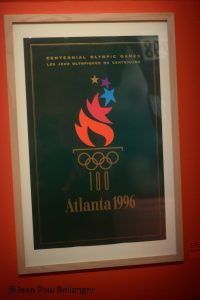 CENTENNIAL OLYMPIC GAMES
LES JEUX OLYMPIQUES DU CENTENAIRE
100
Atlanta 1996
@Jean Paul Bellanger